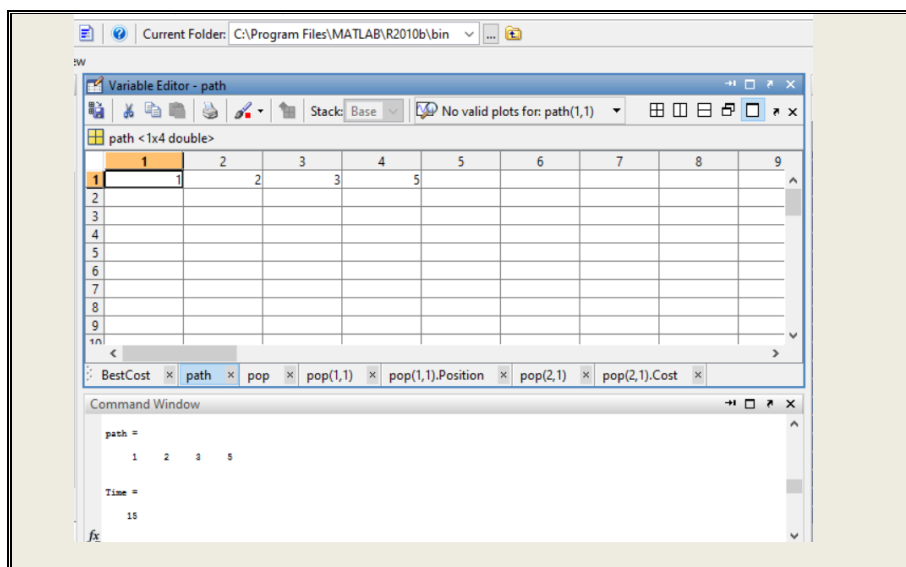 Current Folder: C:\Program Files\MATLAB\R2010b\bin ...
ew
Variable Editor - path
Stack: Base No valid plots for: path(1,1)
path <1x4 double>
1 2 3 4 5 6 7 8 9
1 1 2 3 5
2
3
4
5
6
7
8
9
10
BestCost path pop pop(1,1) pop(1,1).Position pop(2,1) pop(2,1).Cost
Command Window
path =
1 2 3 5
Time =
15
fx